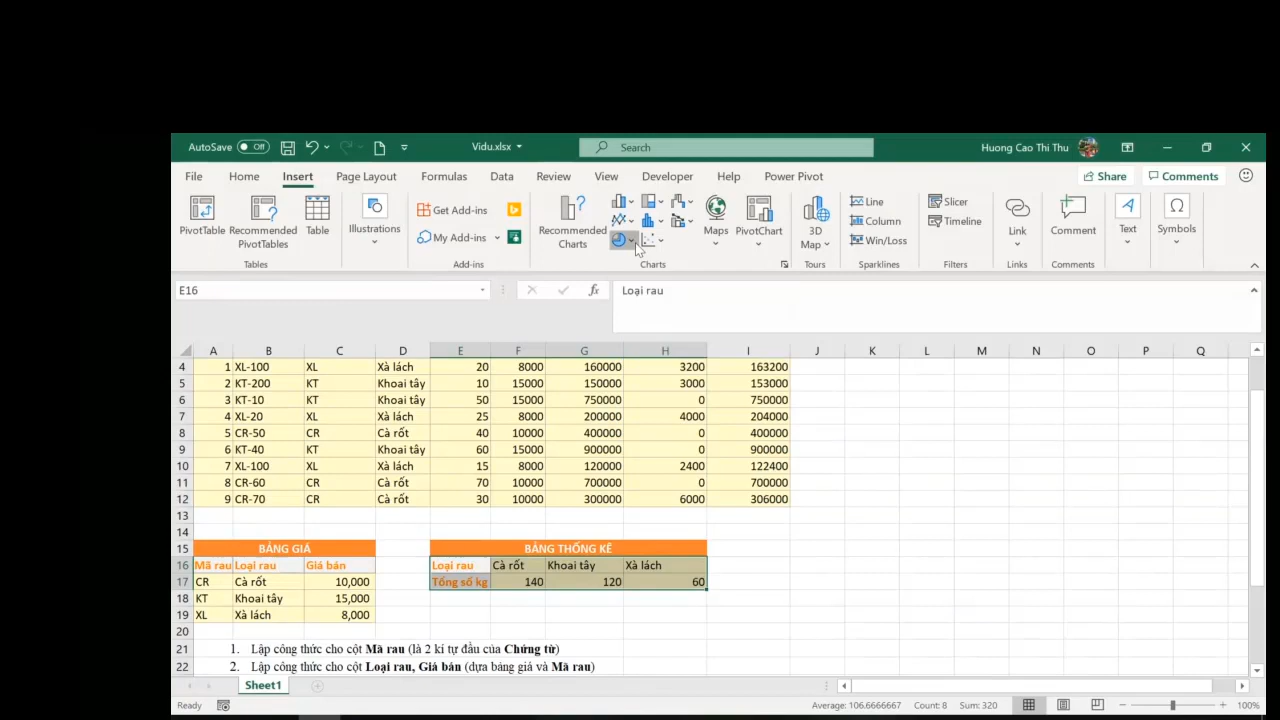 AutoSave Off Vidu.xlsx Search Huong Cao Thi Thu
File Home Insert Page Layout Formulas Data Review View Developer Help Power Pivot Share Comments
PivotTable Recommended PivotTables Table Illustrations Get Add-ins My Add-ins Recommended Charts Maps PivotChart 3D Map Line Column Win/Loss Slicer Timeline Link Comment Text Symbols
Tables Add-ins Charts Tours Sparklines Filters Links Comments
E16 fx Loại rau
A B C D E F G H I J K L M N O P Q
4 1 XL-100 XL Xà lách 20 8000 160000 3200 163200
5 2 KT-200 KT Khoai tây 10 15000 150000 3000 153000
6 3 KT-10 KT Khoai tây 50 15000 750000 0 750000
7 4 XL-20 XL Xà lách 25 8000 200000 4000 204000
8 5 CR-50 CR Cà rốt 40 10000 400000 0 400000
9 6 KT-40 KT Khoai tây 60 15000 900000 0 900000
10 7 XL-100 XL Xà lách 15 8000 120000 2400 122400
11 8 CR-60 CR Cà rốt 70 10000 700000 0 700000
12 9 CR-70 CR Cà rốt 30 10000 300000 6000 306000
13
14
15 BẢNG GIÁ BẢNG THỐNG KÊ
16 Mã rau Loại rau Giá bán Loại rau Cà rốt Khoai tây Xà lách
17 CR Cà rốt 10,000 Tổng số kg 140 120 60
18 KT Khoai tây 15,000
19 XL Xà lách 8,000
20
21 1. Lập công thức cho cột Mã rau (là 2 kí tự đầu của Chứng từ)
22 2. Lập công thức cho cột Loại rau, Giá bán (dựa bảng giá và Mã rau)
Sheet1
Ready Average: 106.6666667 Count: 8 Sum: 320 100%